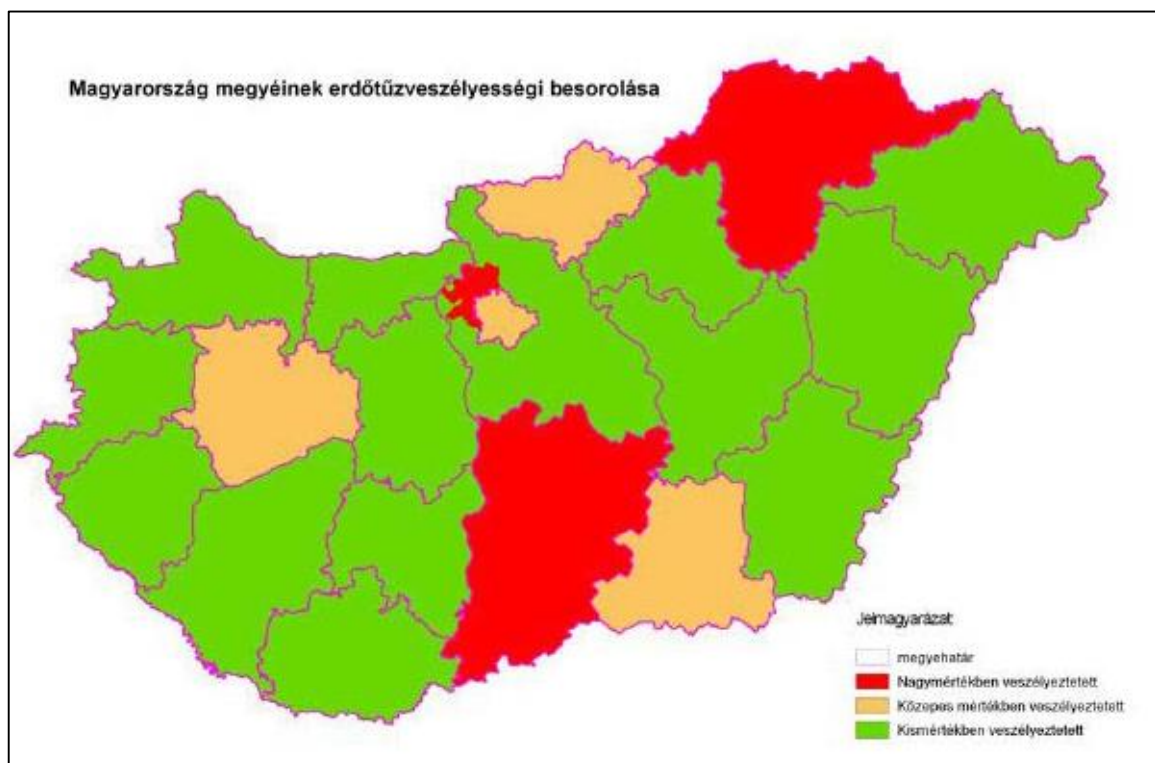 Magyarország megyéinek erdőtűzveszélyességi besorolása
Jelmagyarázat
megyehatár
Nagymértékben veszélyeztetett
Közepes mértékben veszélyeztetett
Kismértékben veszélyeztetett